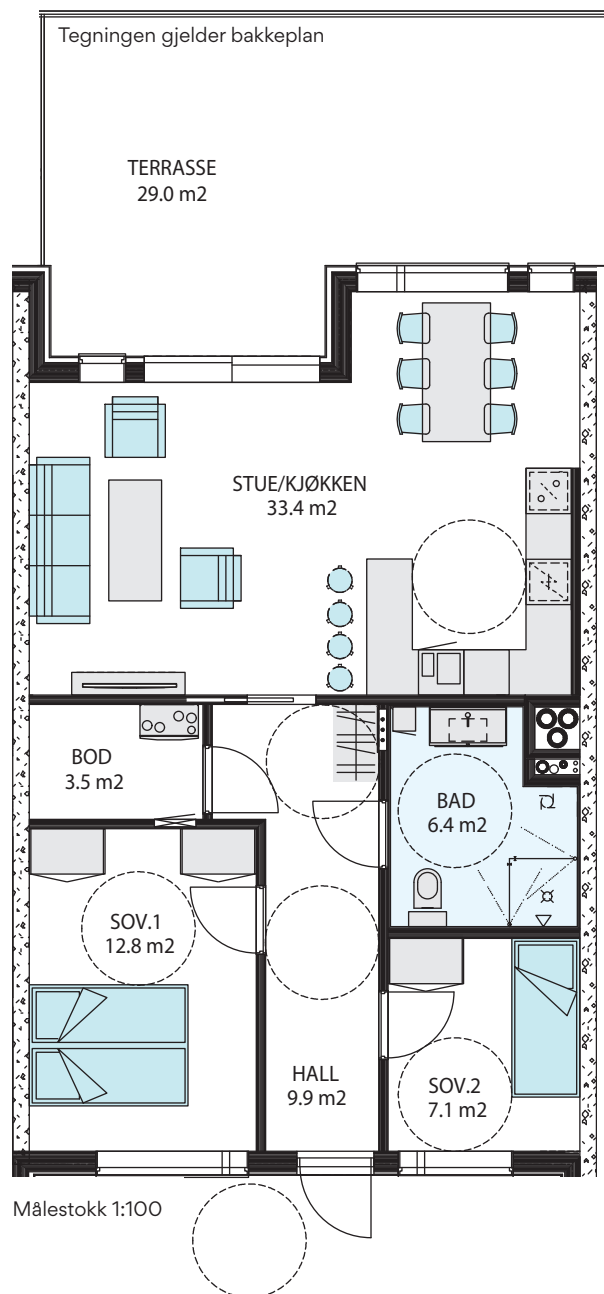 Tegningen gjelder bakkeplan
TERRASSE
29.0 m2
STUE/KJØKKEN
33.4 m2
BOD
3.5 m2
BAD
6.4 m2
SOV.1
12.8 m2
HALL
9.9 m2
SOV.2
7.1 m2
Målestokk 1:100